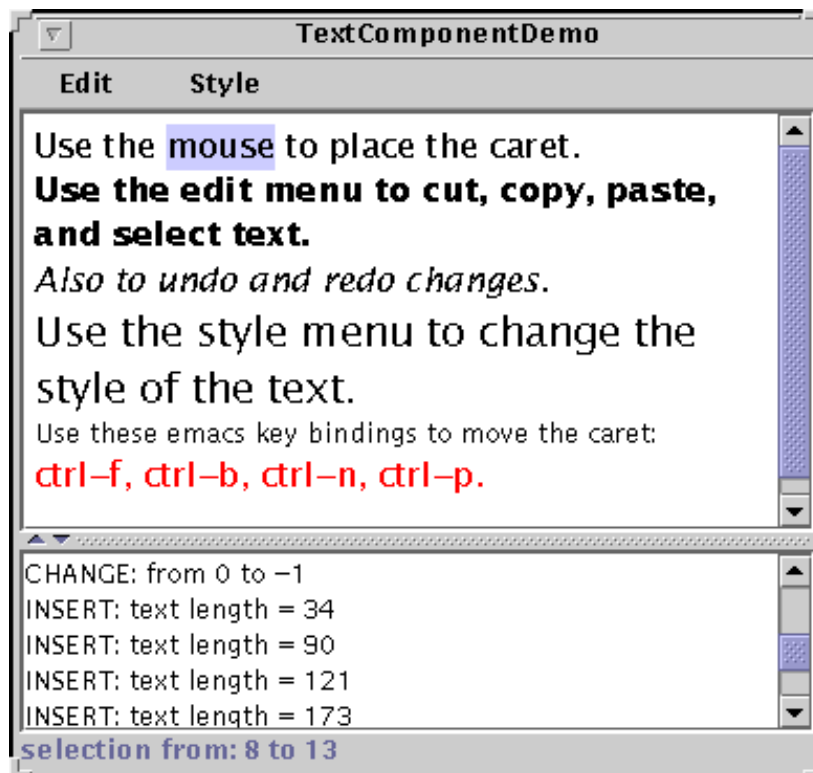 TextComponentDemo
Edit Style
Use the mouse to place the caret.
Use the edit menu to cut, copy, paste,
and select text.
Also to undo and redo changes.
Use the style menu to change the
style of the text.
Use these emacs key bindings to move the caret:
ctrl–f, ctrl–b, ctrl–n, ctrl–p.
CHANGE: from 0 to –1
INSERT: text length = 34
INSERT: text length = 90
INSERT: text length = 121
INSERT: text length = 173
selection from: 8 to 13